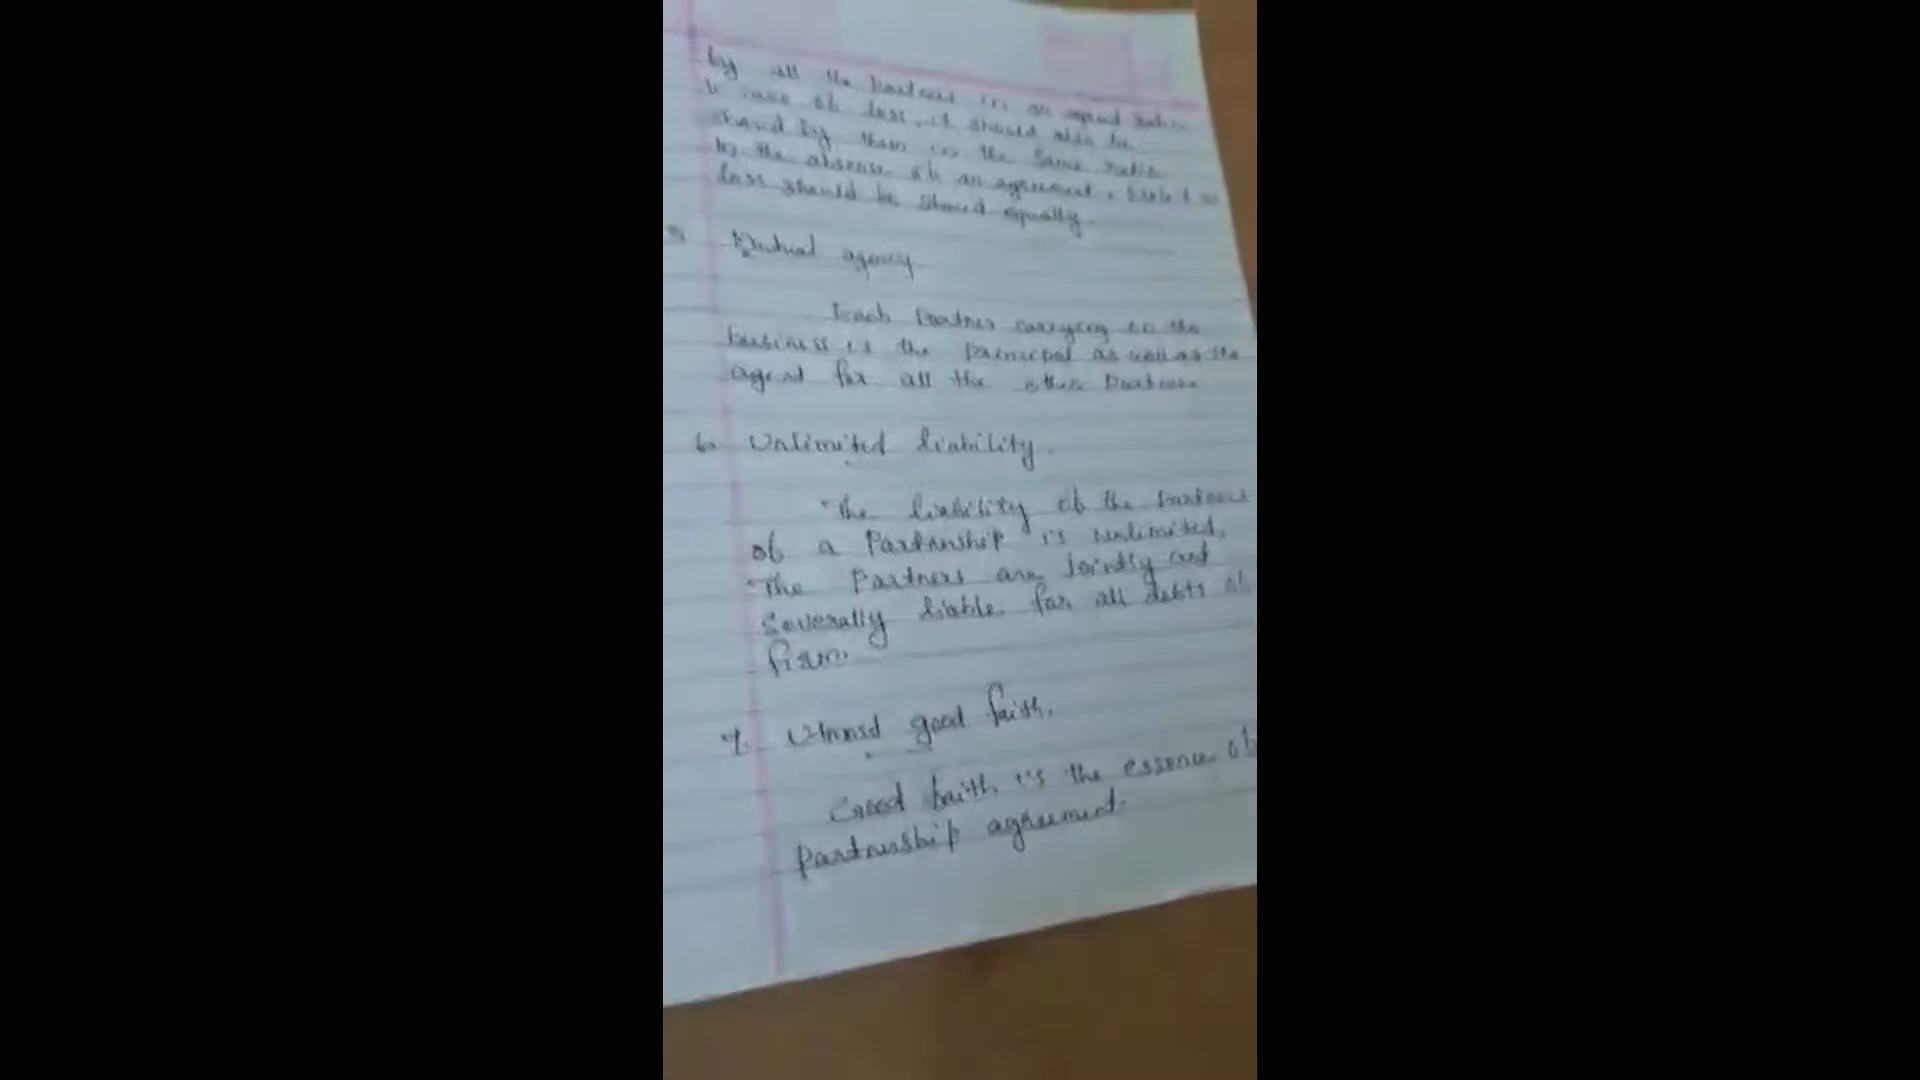 by all the Partners in an agreed ratio.
In case of loss, it should also be
shared by them in the same ratio.
In the absence of an agreement,
loss should be shared equally.
5. Mutual agency
Each Partner carrying on the
business is the Principal as well as the
agent for all the other Partners
6. Unlimited liability.
The liability of the Partners
of a Partnership is unlimited.
The Partners are jointly and
Severally liable for all debts of
firm.
7. Utmost good faith.
Good faith is the essence of
partnership agreement.